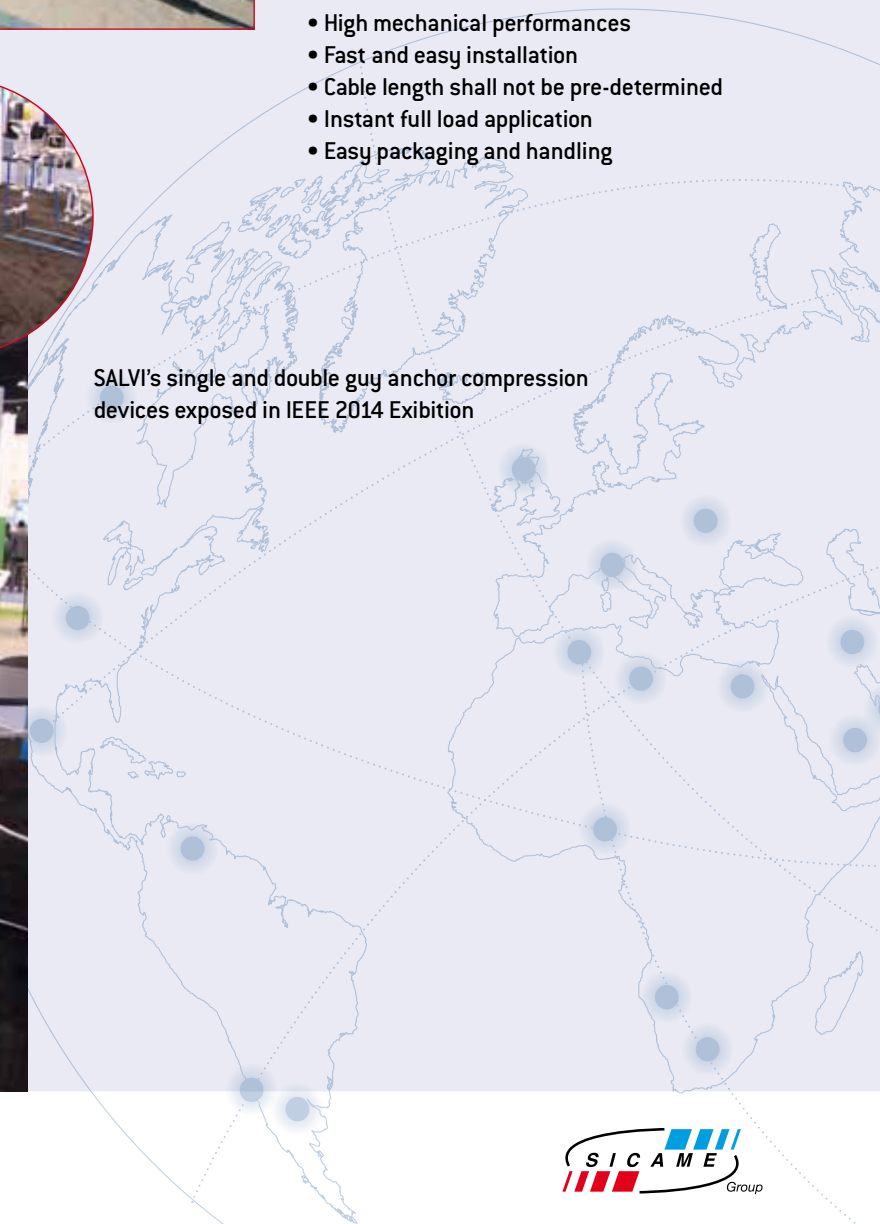 • High mechanical performances
• Fast and easy installation
• Cable length shall not be pre-determined
• Instant full load application
• Easy packaging and handling
SALVI's single and double guy anchor compression
devices exposed in IEEE 2014 Exibition
SICAME
Group